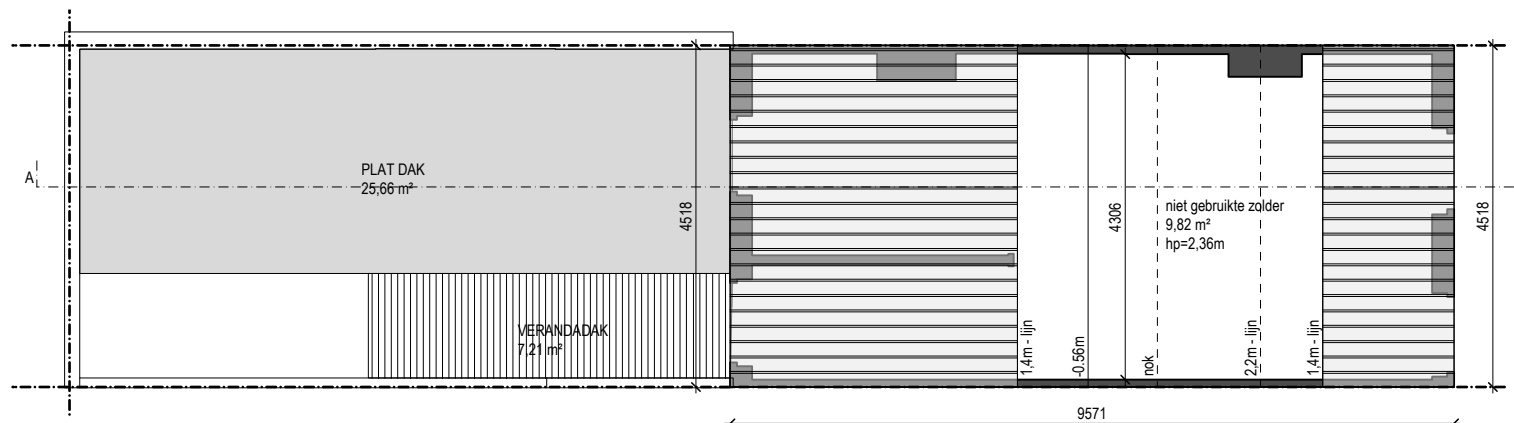 A
PLAT DAK
25,66 m²
VERANDADAK
7,21 m²
4518
1,4m - lijn
-0.56m
4306
nok
niet gebruikte zolder
9,82 m²
hp=2,36m
2,2m - lijn
1,4m - lijn
4518
9571